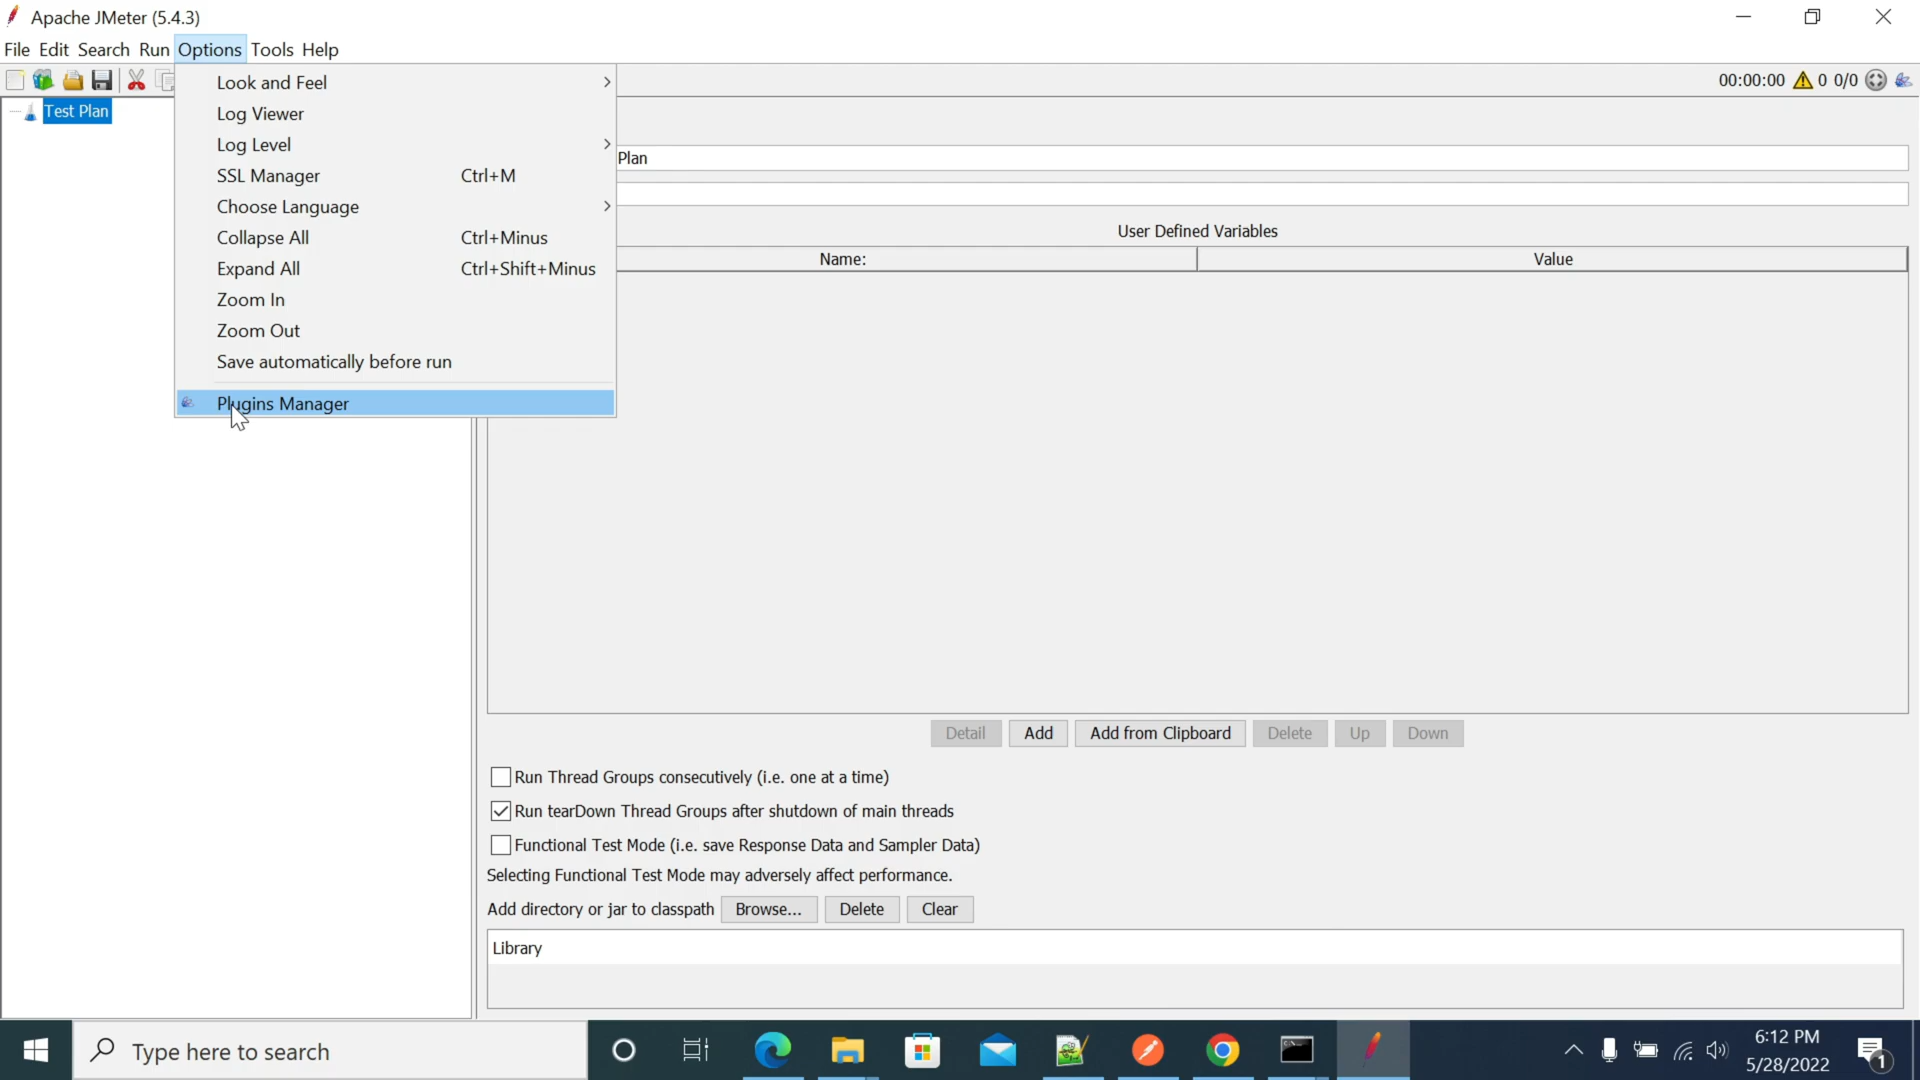 Apache JMeter (5.4.3)
File Edit Search Run Options Tools Help
00:00:00 0 0/0
Test Plan
Look and Feel
Log Viewer
Log Level
SSL Manager Ctrl+M
Choose Language
Collapse All Ctrl+Minus
Expand All Ctrl+Shift+Minus
Zoom In
Zoom Out
Save automatically before run
Plugins Manager
Plan
User Defined Variables
Name: Value
Detail Add Add from Clipboard Delete Up Down
Run Thread Groups consecutively (i.e. one at a time)
Run tearDown Thread Groups after shutdown of main threads
Functional Test Mode (i.e. save Response Data and Sampler Data)
Selecting Functional Test Mode may adversely affect performance.
Add directory or jar to classpath Browse... Delete Clear
Library
Type here to search
6:12 PM
5/28/2022
1